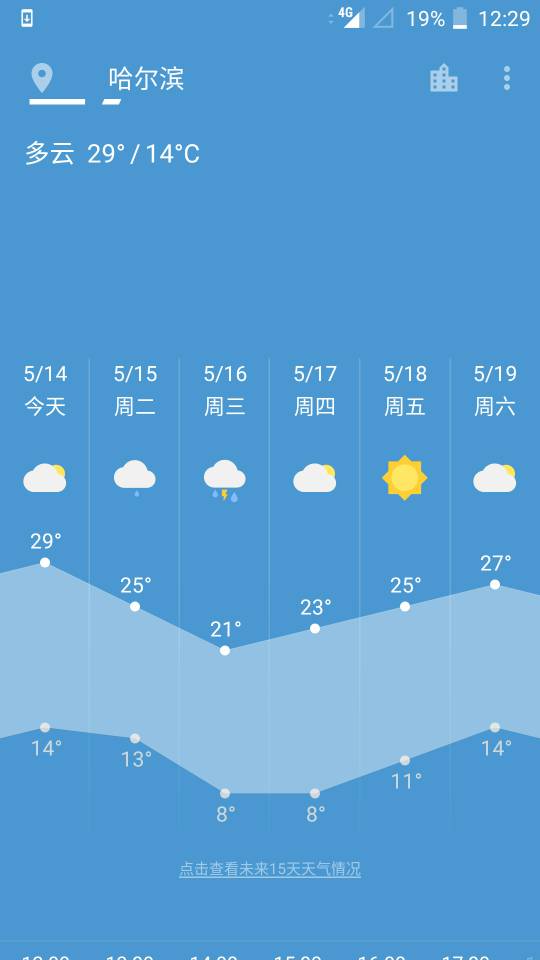 4G 19% 12:29
哈尔滨
多云 29° / 14°C
5/14 5/15 5/16 5/17 5/18 5/19
今天 周二 周三 周四 周五 周六
29°
25° 21° 23° 25° 27°
14° 13° 8° 8° 11° 14°
点击查看未来15天天气情况